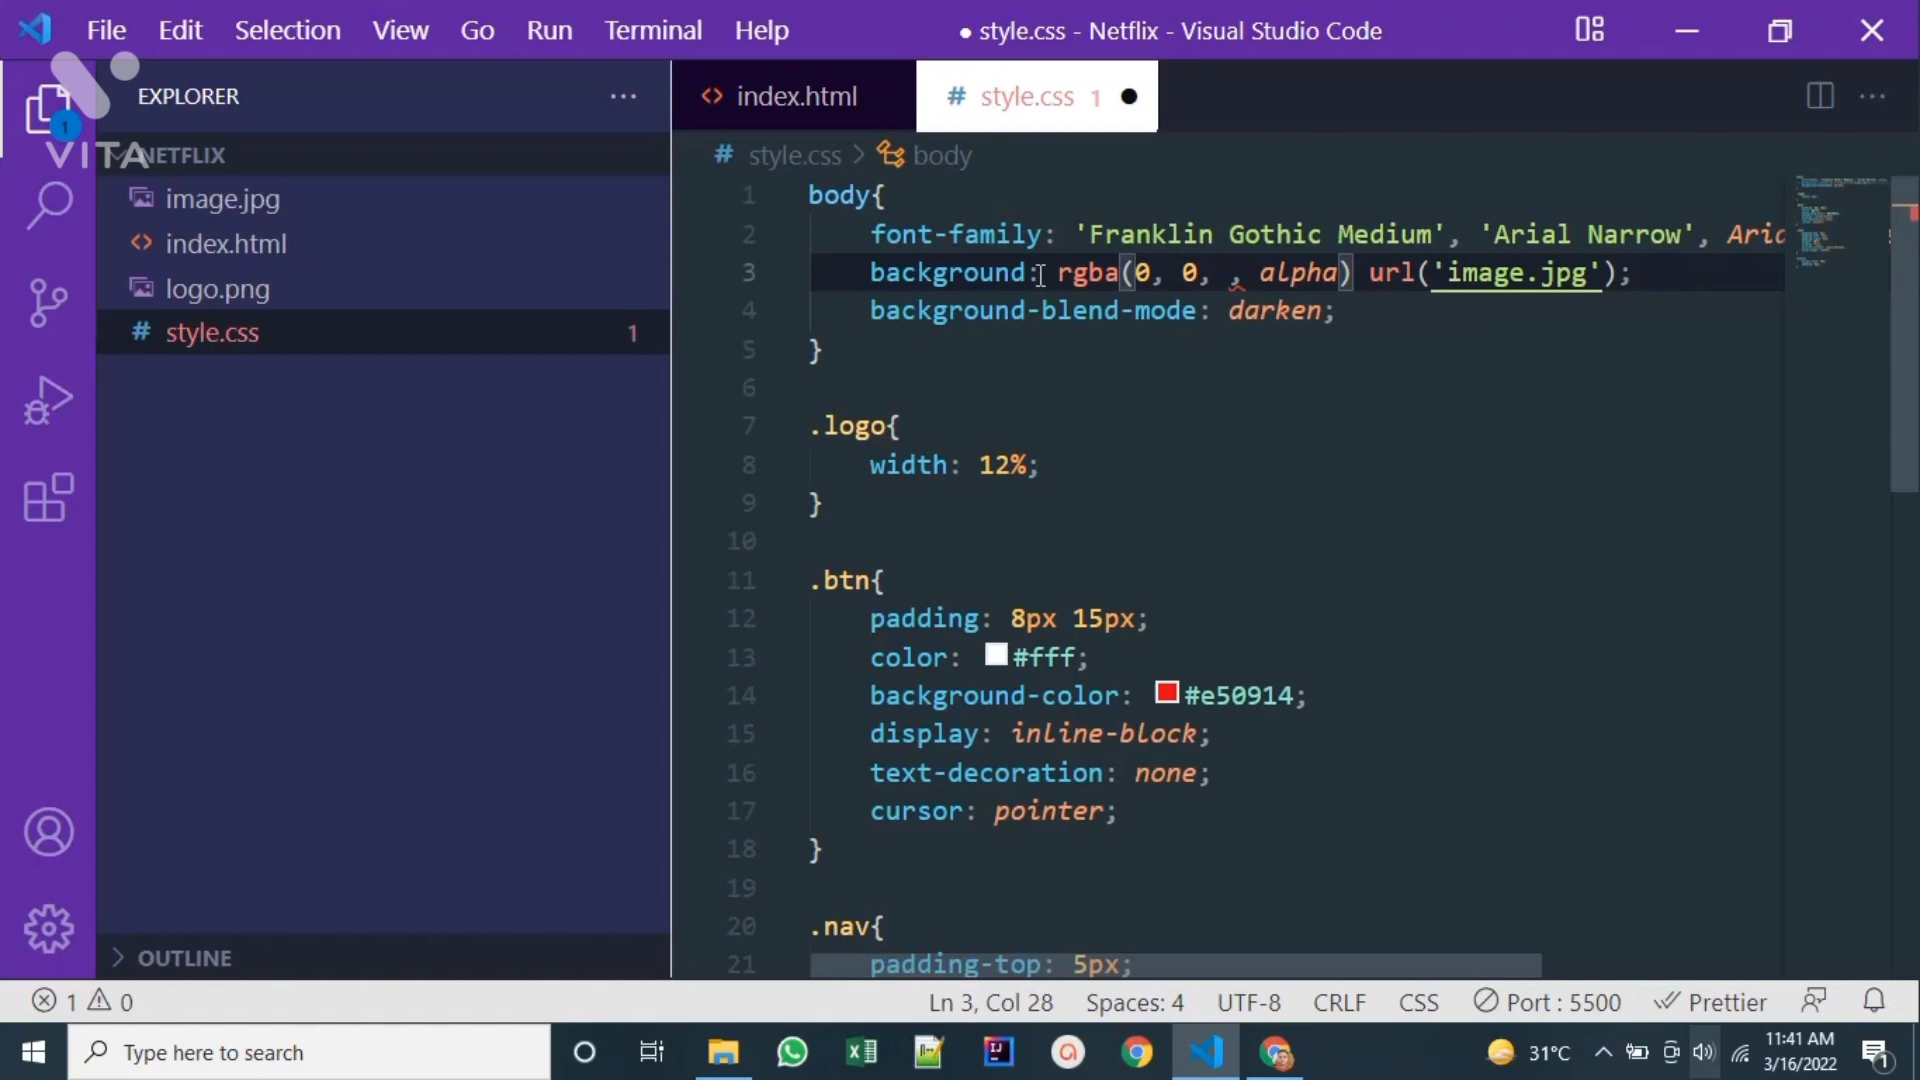 File Edit Selection View Go Run Terminal Help ● style.css - Netflix - Visual Studio Code
EXPLORER ...
index.html
# style.css 1
1
VITA
NETFLIX
# style.css > body
image.jpg
index.html
logo.png
# style.css 1
1 body{
2 font-family: 'Franklin Gothic Medium', 'Arial Narrow',
3 background: rgba(0, 0, , alpha) url('image.jpg');
4 background-blend-mode: darken;
5 }
6
7 .logo{
8 width: 12%;
9 }
10
11 .btn{
12 padding: 8px 15px;
13 color: #fff;
14 background-color: #e50914;
15 display: inline-block;
16 text-decoration: none;
17 cursor: pointer;
18 }
19
20 .nav{
21 padding-top: 5px;
OUTLINE
1 0 Ln 3, Col 28 Spaces: 4 UTF-8 CRLF CSS Port : 5500 Prettier
Type here to search
31°C
11:41 AM
3/16/2022
1